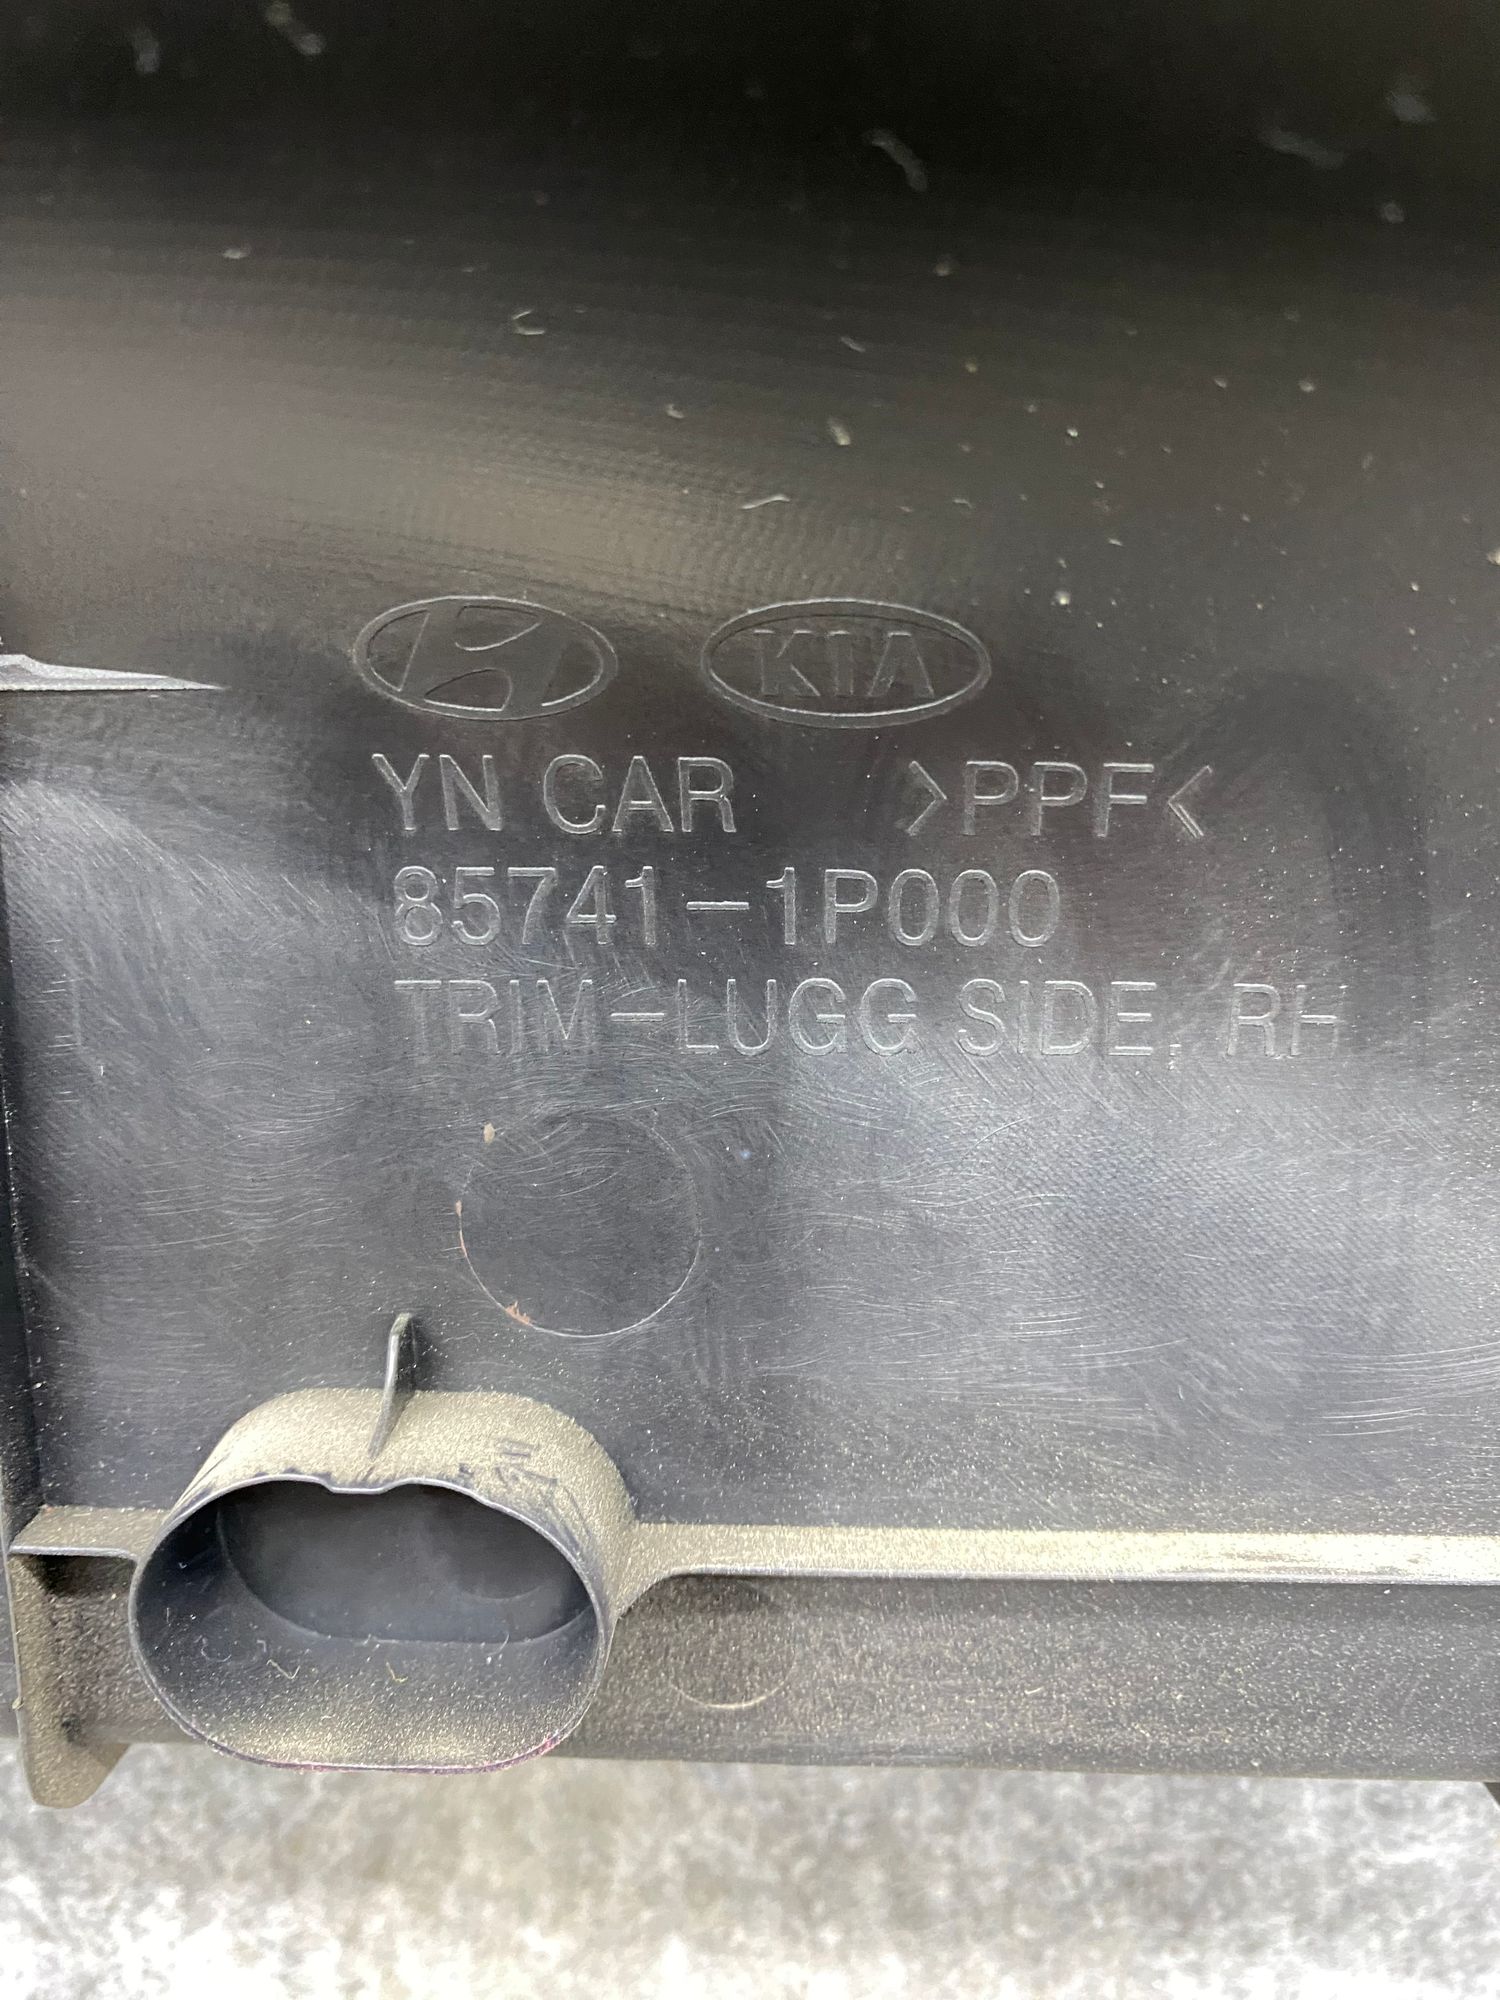 KIA
YN CAR >PPF<
85741-1P000
TRIM-LUGG SIDE, RH